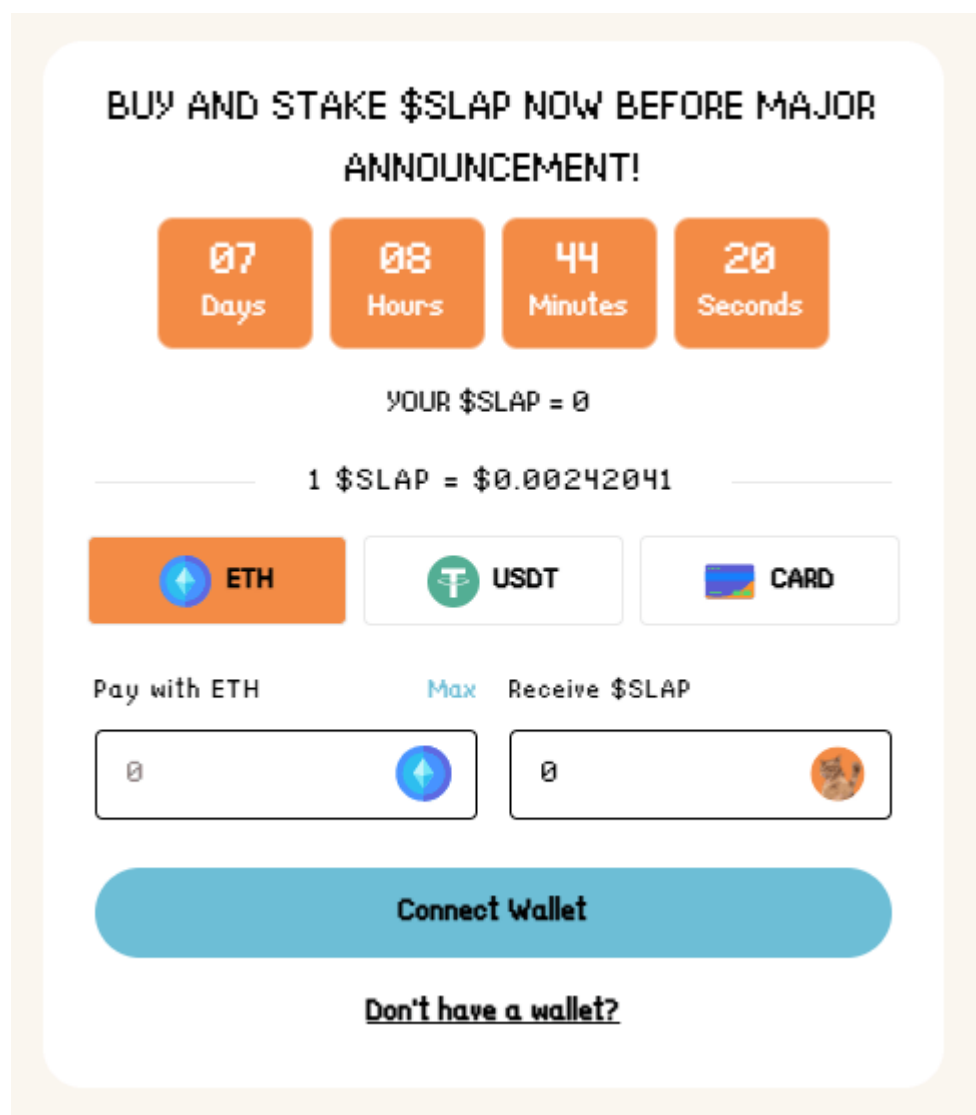 BUY AND STAKE $SLAP NOW BEFORE MAJOR
ANNOUNCEMENT!
07 08 44 20
Days Hours Minutes Seconds
YOUR $SLAP = 0
1 $SLAP = $0.00242041
ETH USDT CARD
Pay with ETH Max Receive $SLAP
0 0
Connect Wallet
Don't have a wallet?